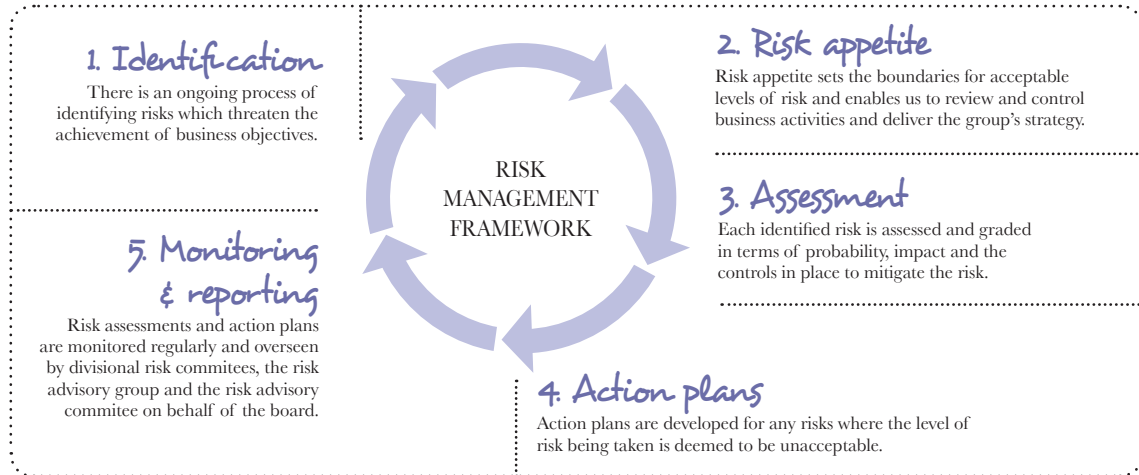 1. Identification
There is an ongoing process of
identifying risks which threaten the
achievement of business objectives.
2. Risk appetite
Risk appetite sets the boundaries for acceptable
levels of risk and enables us to review and control
business activities and deliver the group's strategy.
RISK
MANAGEMENT
FRAMEWORK
3. Assessment
Each identified risk is assessed and graded
in terms of probability, impact and the
controls in place to mitigate the risk.
4. Action plans
Action plans are developed for any risks where the level of
risk being taken is deemed to be unacceptable.
5. Monitoring
& reporting
Risk assessments and action plans
are monitored regularly and overseen
by divisional risk commitees, the risk
advisory group and the risk advisory
commitee on behalf of the board.